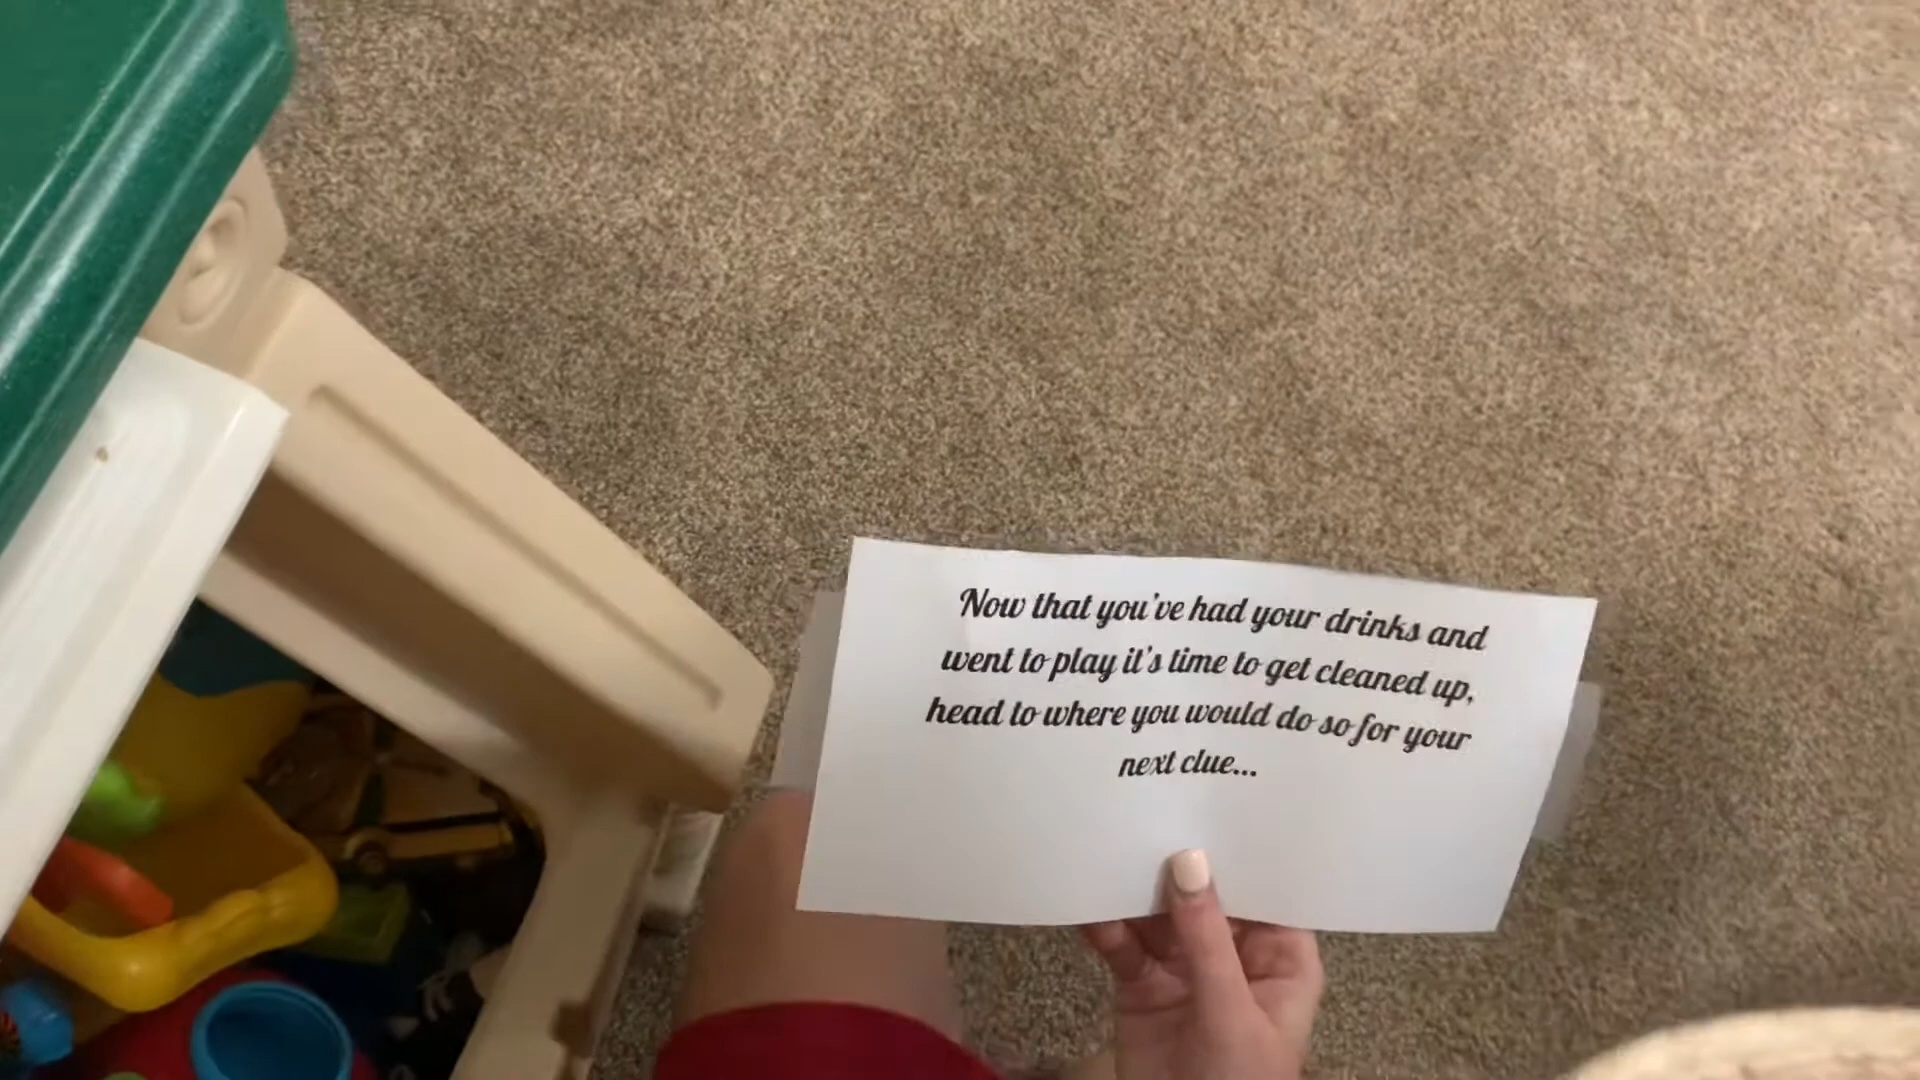 Now that you've had your drinks and
went to play it's time to get cleaned up,
head to where you would do so for your
next clue...